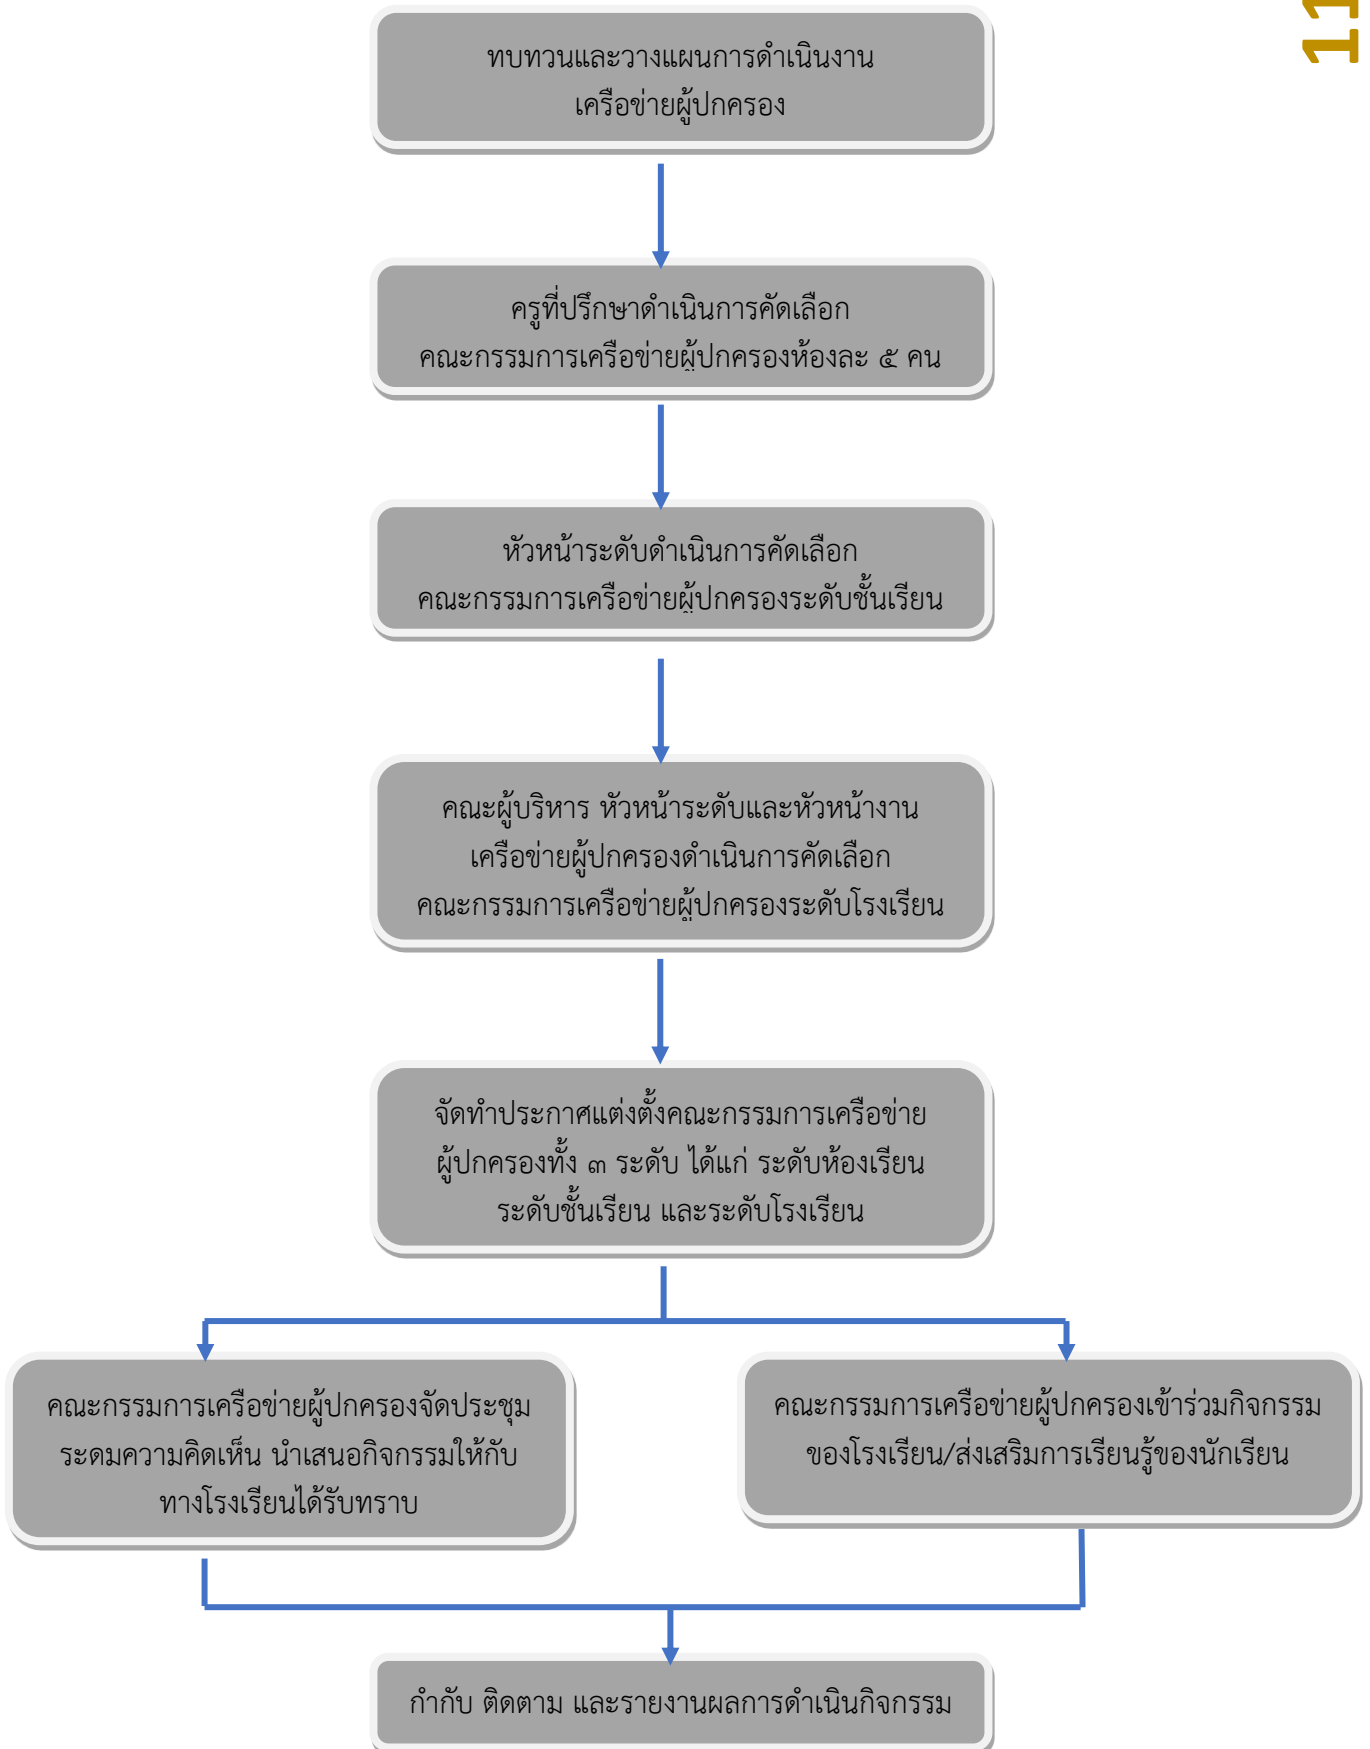 11
ทบทวนและวางแผนการดำเนินงาน
เครือข่ายผู้ปกครอง
ครูที่ปรึกษาดำเนินการคัดเลือก
คณะกรรมการเครือข่ายผู้ปกครองห้องละ ๕ คน
หัวหน้าระดับดำเนินการคัดเลือก
คณะกรรมการเครือข่ายผู้ปกครองระดับชั้นเรียน
คณะผู้บริหาร หัวหน้าระดับและหัวหน้างาน
เครือข่ายผู้ปกครองดำเนินการคัดเลือก
คณะกรรมการเครือข่ายผู้ปกครองระดับโรงเรียน
จัดทำประกาศแต่งตั้งคณะกรรมการเครือข่าย
ผู้ปกครองทั้ง ๓ ระดับ ได้แก่ ระดับห้องเรียน
ระดับชั้นเรียน และระดับโรงเรียน
คณะกรรมการเครือข่ายผู้ปกครองจัดประชุม
ระดมความคิดเห็น นำเสนอกิจกรรมให้กับ
ทางโรงเรียนได้รับทราบ
คณะกรรมการเครือข่ายผู้ปกครองเข้าร่วมกิจกรรม
ของโรงเรียน/ส่งเสริมการเรียนรู้ของนักเรียน
กำกับ ติดตาม และรายงานผลการดำเนินกิจกรรม